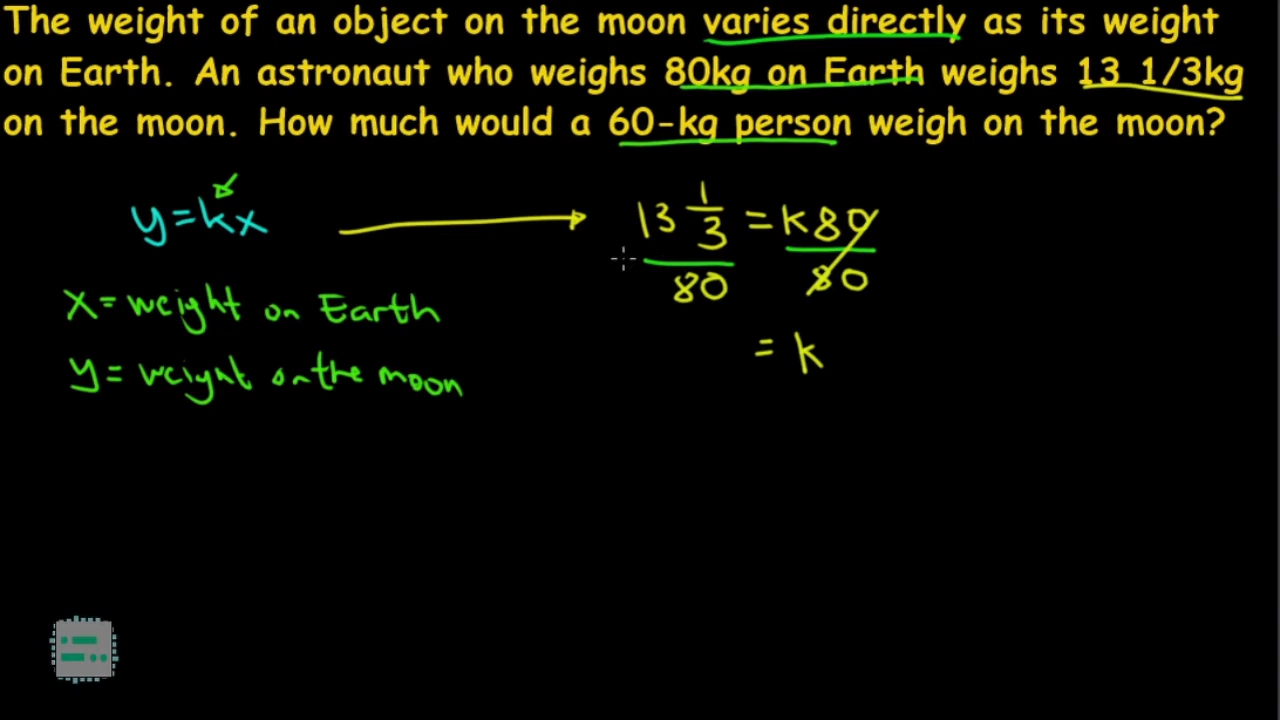 The weight of an object on the moon varies directly as its weight
on Earth. An astronaut who weighs 80kg on Earth weighs 13 1/3kg
on the moon. How much would a 60-kg person weigh on the moon?
y=kx
13 1/3 = k80
80 80
= k
x= weight on Earth
y= weight on the moon